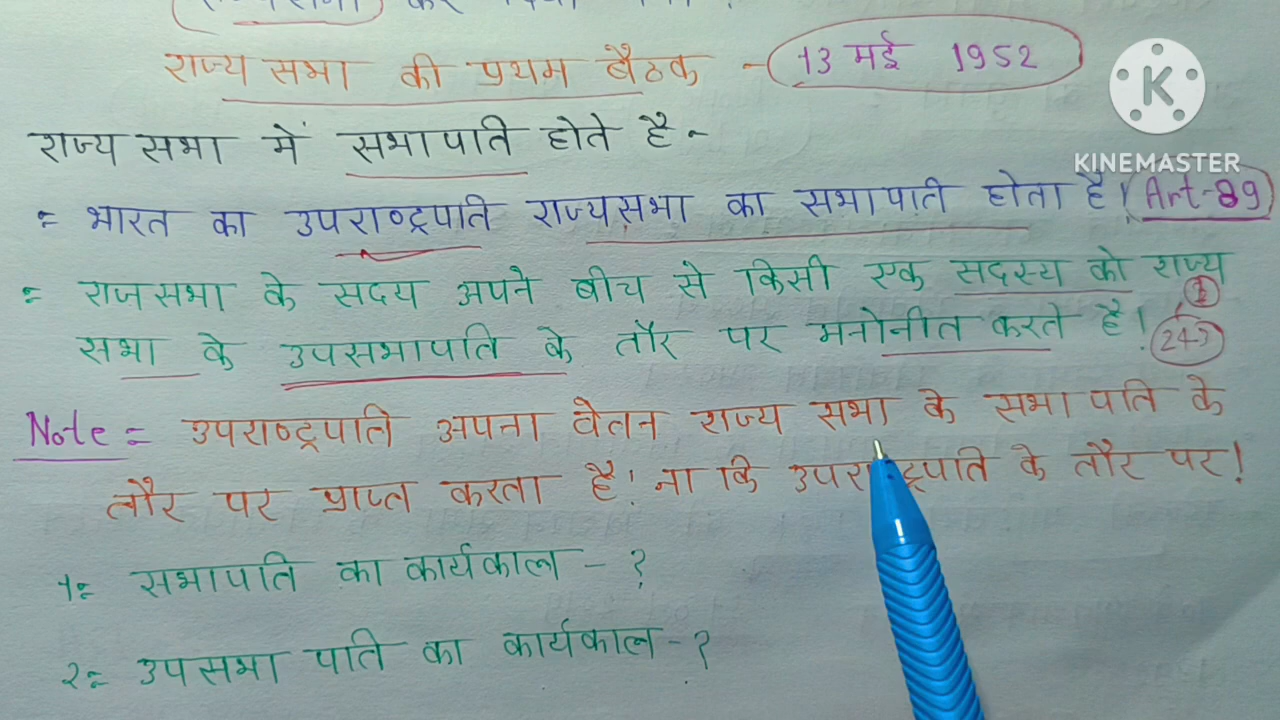 राज्य सभा की प्रथम बैठक - 13 मई 1952
K
KINEMASTER
राज्य सभा में सभापति होते है -
= भारत का उपराष्ट्रपति राज्यसभा का सभापति होता है! Art-89
= राजसभा के सदय अपने बीच से किसी एक सदस्य को राज्य
सभा के उपसभापति के तौर पर मनोनीत करते है!
Note = उपराष्ट्रपति अपना वेतन राज्य सभा के सभापति के
तौर पर प्राप्त करता है! ना कि उपराष्ट्रपति के तौर पर!
1= सभापति का कार्यकाल - ?
2= उपसभा पति का कार्यकाल - ?